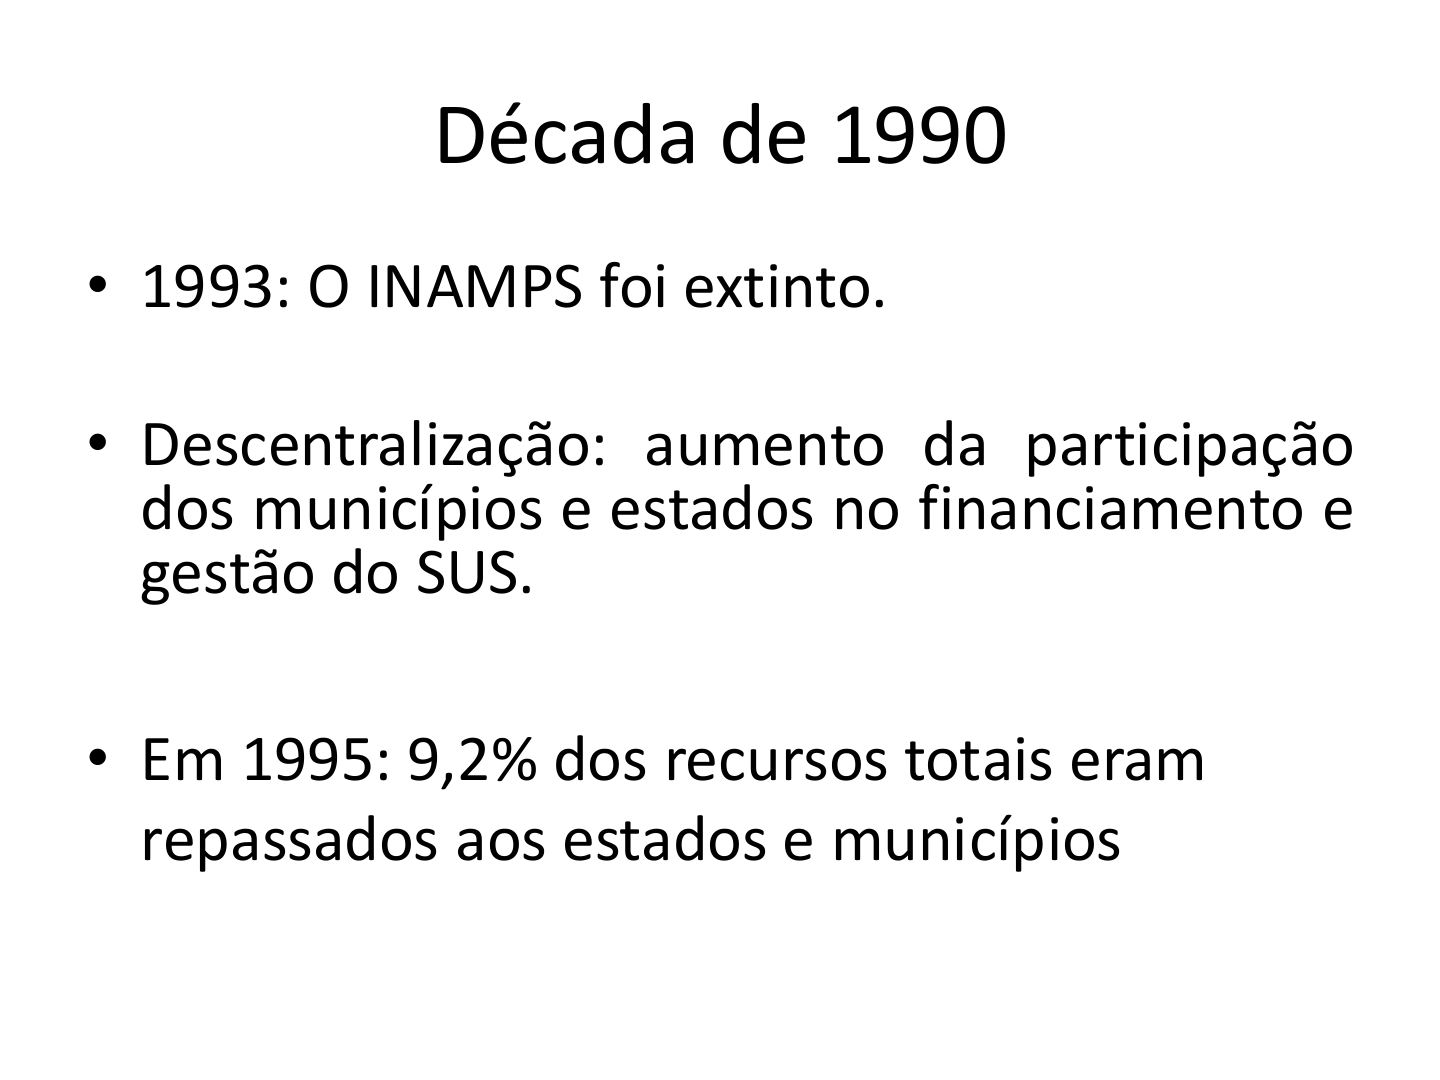 Década de 1990
• 1993: O INAMPS foi extinto.
• Descentralização: aumento da participação
dos municípios e estados no financiamento e
gestão do SUS.
• Em 1995: 9,2% dos recursos totais eram
repassados aos estados e municípios